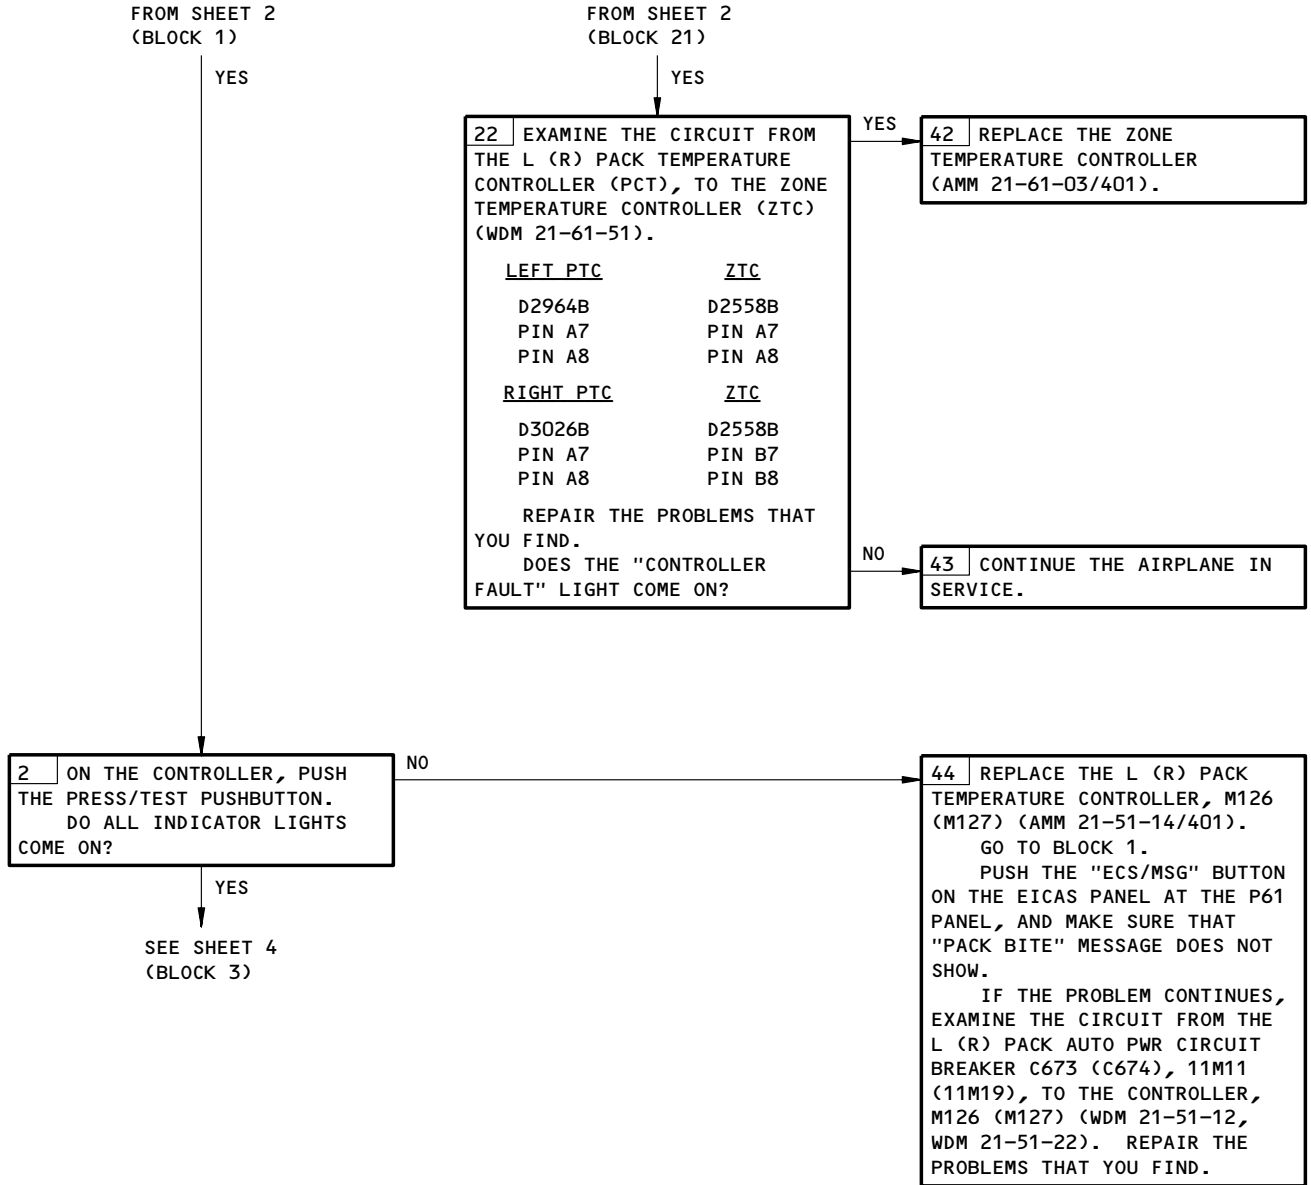 FROM SHEET 2
(BLOCK 1)
YES
FROM SHEET 2
(BLOCK 21)
YES
22 EXAMINE THE CIRCUIT FROM
THE L (R) PACK TEMPERATURE
CONTROLLER (PCT), TO THE ZONE
TEMPERATURE CONTROLLER (ZTC)
(WDM 21-61-51).
LEFT PTC ZTC
D2964B D2558B
PIN A7 PIN A7
PIN A8 PIN A8
RIGHT PTC ZTC
D3026B D2558B
PIN A7 PIN B7
PIN A8 PIN B8
REPAIR THE PROBLEMS THAT
YOU FIND.
DOES THE "CONTROLLER
FAULT" LIGHT COME ON?
YES
42 REPLACE THE ZONE
TEMPERATURE CONTROLLER
(AMM 21-61-03/401).
NO
43 CONTINUE THE AIRPLANE IN
SERVICE.
2 ON THE CONTROLLER, PUSH
THE PRESS/TEST PUSHBUTTON.
DO ALL INDICATOR LIGHTS
COME ON?
NO
YES
SEE SHEET 4
(BLOCK 3)
44 REPLACE THE L (R) PACK
TEMPERATURE CONTROLLER, M126
(M127) (AMM 21-51-14/401).
GO TO BLOCK 1.
PUSH THE "ECS/MSG" BUTTON
ON THE EICAS PANEL AT THE P61
PANEL, AND MAKE SURE THAT
"PACK BITE" MESSAGE DOES NOT
SHOW.
IF THE PROBLEM CONTINUES,
EXAMINE THE CIRCUIT FROM THE
L (R) PACK AUTO PWR CIRCUIT
BREAKER C673 (C674), 11M11
(11M19), TO THE CONTROLLER,
M126 (M127) (WDM 21-51-12,
WDM 21-51-22). REPAIR THE
PROBLEMS THAT YOU FIND.